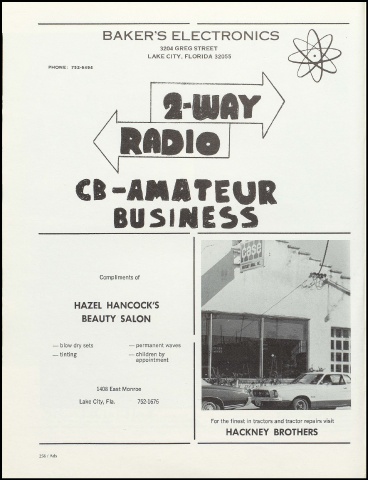 BAKER'S ELECTRONICS
3204 GREG STREET
LAKE CITY, FLORIDA 32055
PHONE:
2-WAY
RADIO
CB-AMATEUR
BUSINESS
Compliments of
HAZEL HANCOCK'S
BEAUTY SALON
— blow dry sets
— tinting
— permanent waves
— children by
appointment
1408 East Monroe
Lake City, Fla. 752-1676
case
For the finest in tractors and tractor repairs visit
HACKNEY BROTHERS